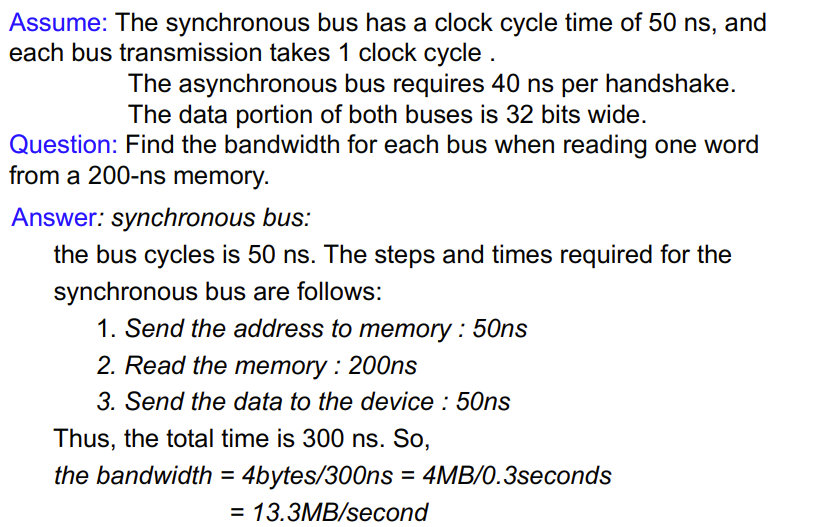 Assume: The synchronous bus has a clock cycle time of 50 ns, and
each bus transmission takes 1 clock cycle .
The asynchronous bus requires 40 ns per handshake.
The data portion of both buses is 32 bits wide.
Question: Find the bandwidth for each bus when reading one word
from a 200-ns memory.
Answer: synchronous bus:
the bus cycles is 50 ns. The steps and times required for the
synchronous bus are follows:
1. Send the address to memory : 50ns
2. Read the memory : 200ns
3. Send the data to the device : 50ns
Thus, the total time is 300 ns. So,
the bandwidth = 4bytes/300ns = 4MB/0.3seconds
= 13.3MB/second